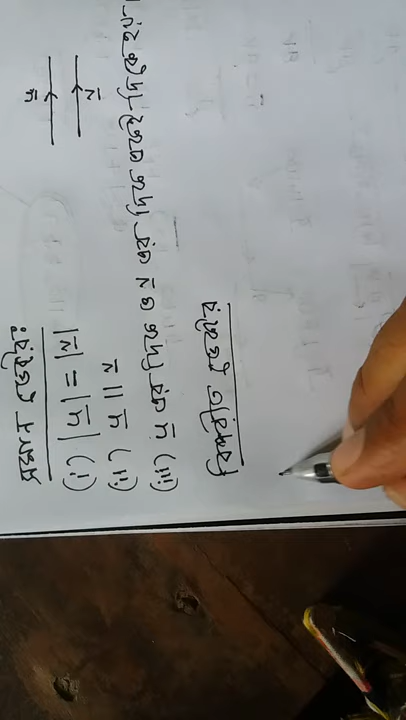 সমান ভেক্টরঃ
(i) |u| = |v|
(ii) u || v
(iii) u এর দিক ও v এর দিক একই দিকে হবে।
u
v
বিপরীত ভেক্টর